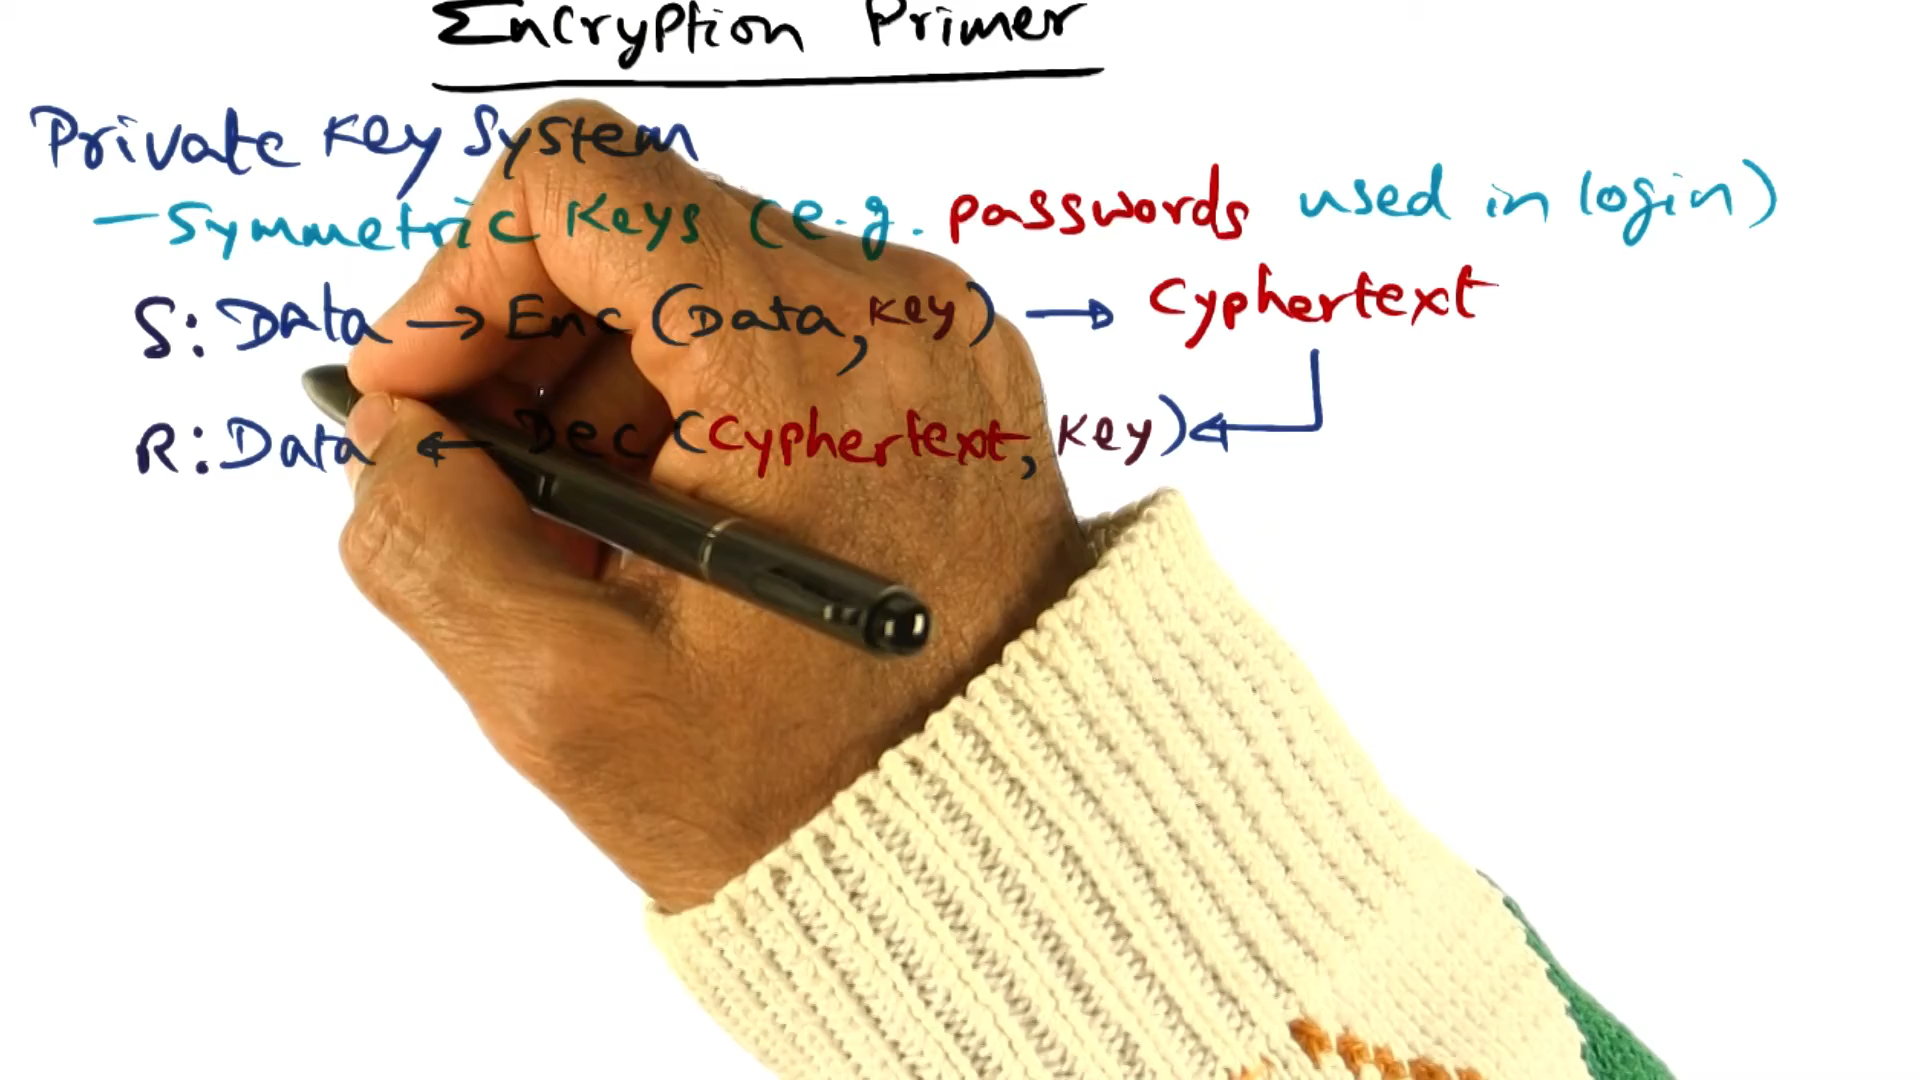 Encryption Primer
Private Key System
- Symmetric Keys (e.g. passwords used in login)
S: Data → Enc (Data, Key) → Cyphertext
R: Data ← Dec (Cyphertext, Key) ←